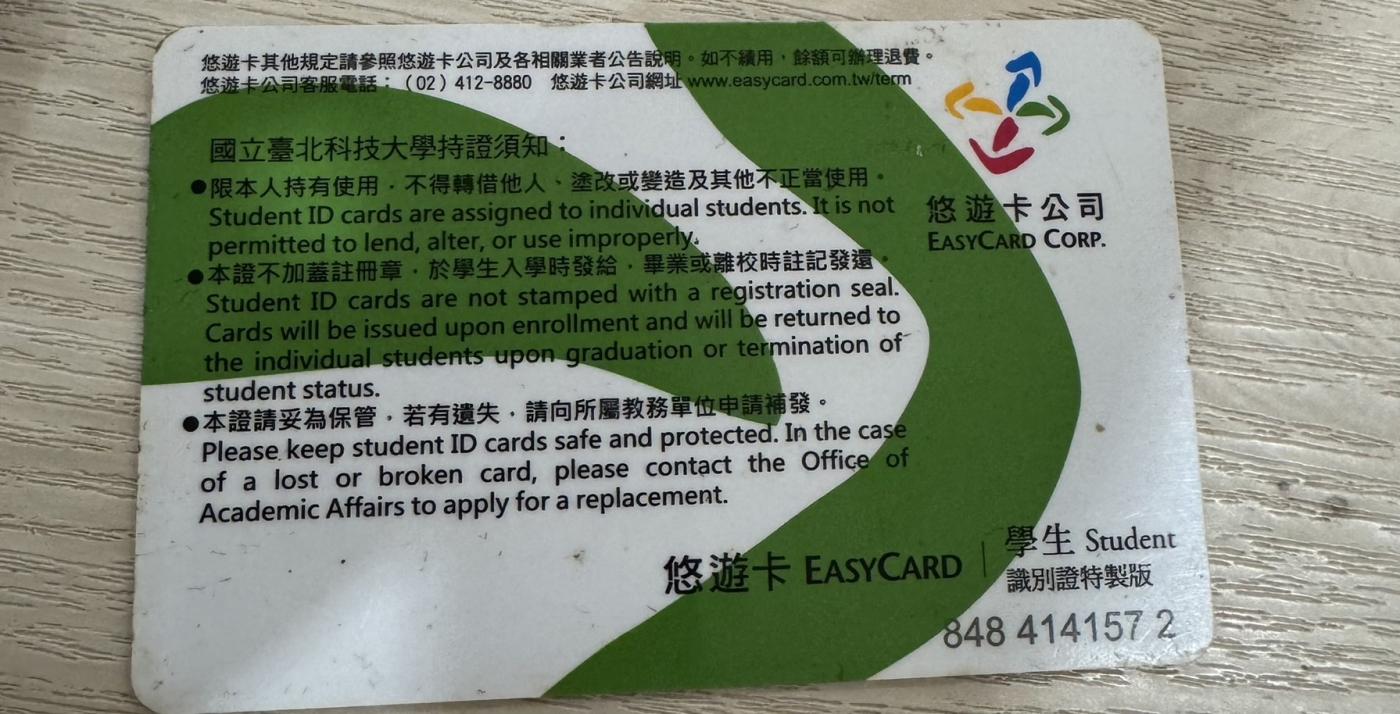 悠遊卡其他規定請參照悠遊卡公司及各相關業者公告說明。如不續用，餘額可辦理退費。
悠遊卡公司客服電話：（02）412-8880　悠遊卡公司網址 www.easycard.com.tw/term
國立臺北科技大學持證須知：
●限本人持有使用，不得轉借他人、塗改或變造及其他不正當使用。
Student ID cards are assigned to individual students. It is not
permitted to lend, alter, or use improperly.
●本證不加蓋註冊章，於學生入學時發給，畢業或離校時註記發還。
Student ID cards are not stamped with a registration seal.
Cards will be issued upon enrollment and will be returned to
the individual students upon graduation or termination of
student status.
●本證請妥為保管，若有遺失，請向所屬教務單位申請補發。
Please keep student ID cards safe and protected. In the case
of a lost or broken card, please contact the Office of
Academic Affairs to apply for a replacement.
悠遊卡公司
EASYCARD CORP.
悠遊卡 EASYCARD
學生 Student
識別證特製版
848 414157 2